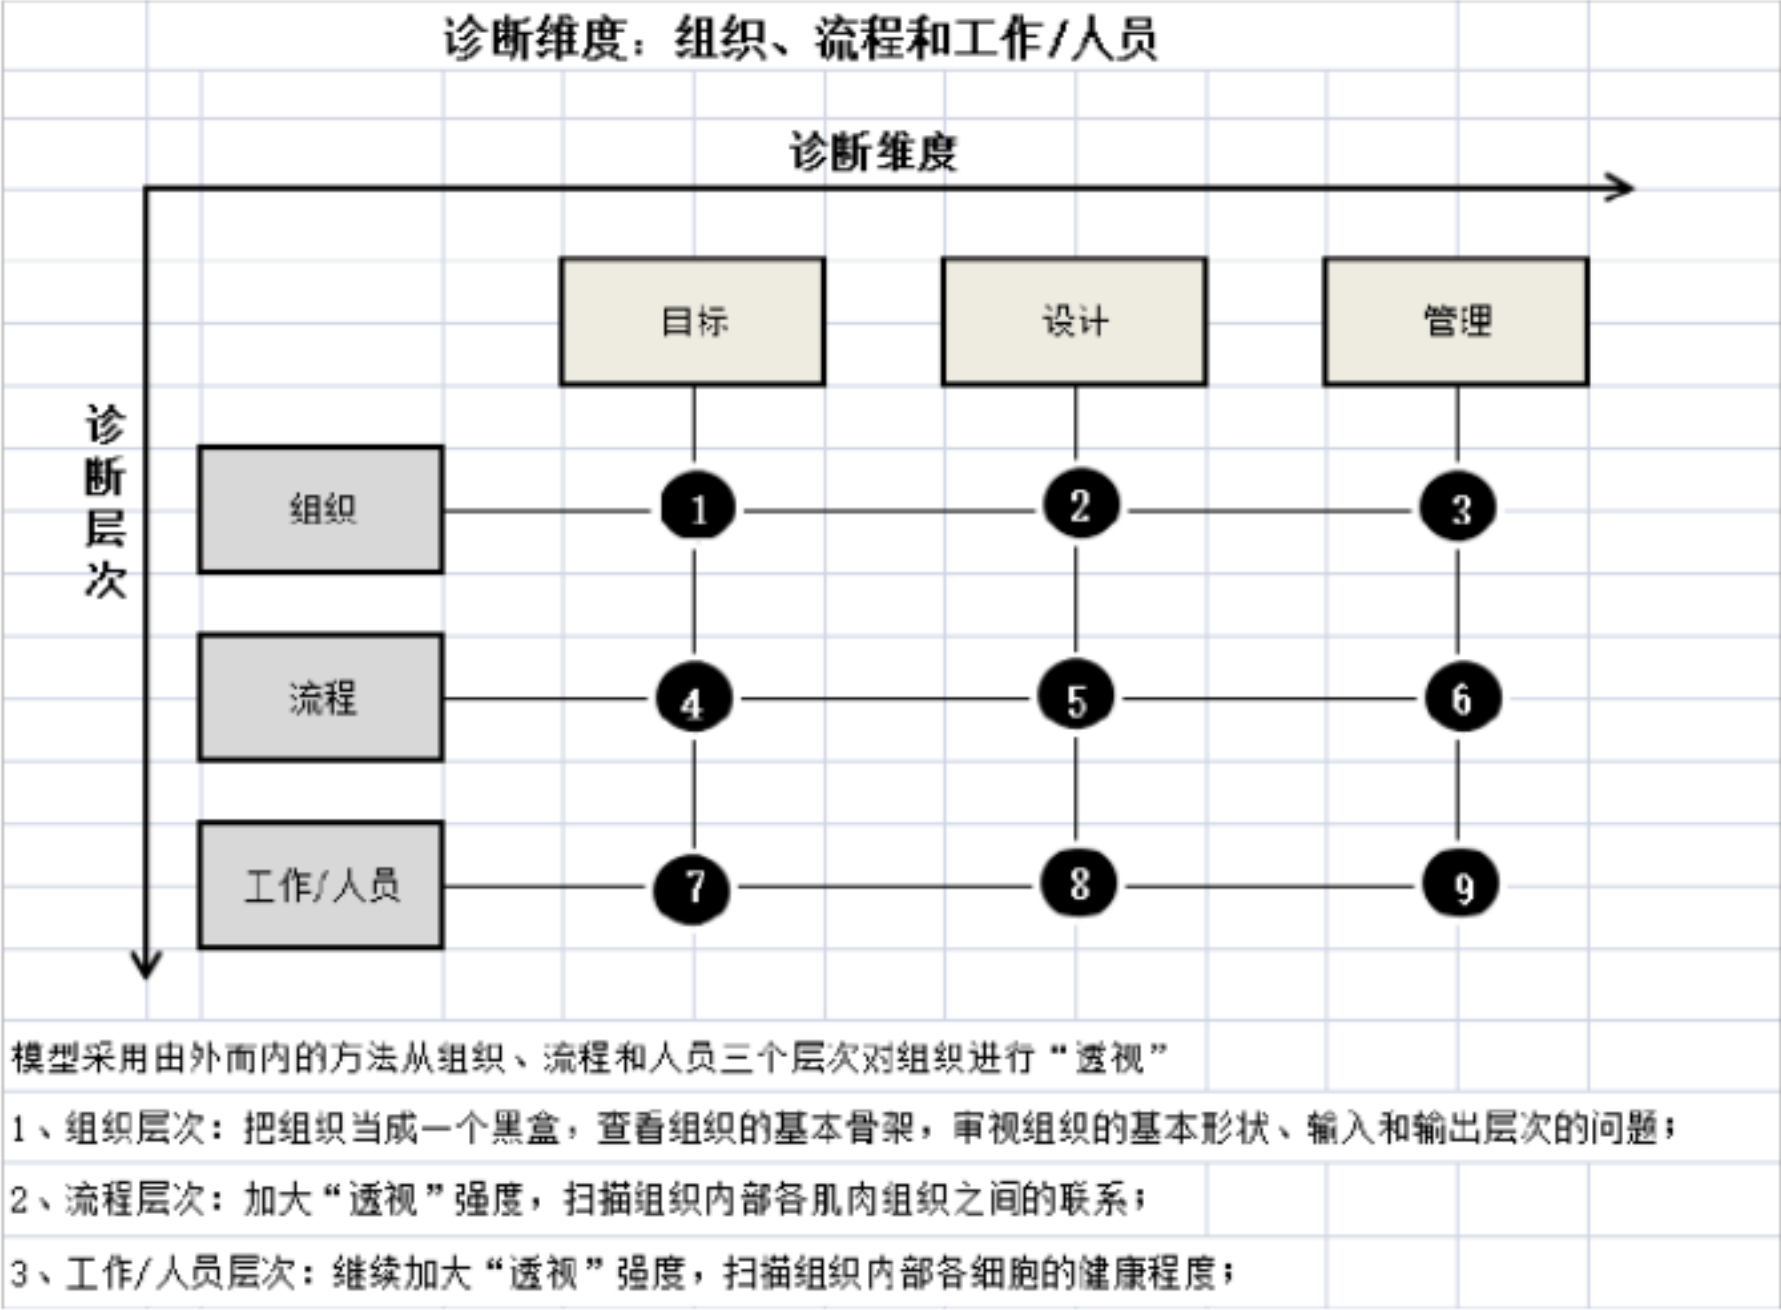 诊断维度：组织、流程和工作/人员
诊断维度
目标
设计
管理
诊断层次
组织
1
2
3
流程
4
5
6
工作/人员
7
8
9
模型采用由外而内的方法从组织、流程和人员三个层次对组织进行“透视”
1、组织层次：把组织当成一个黑盒，查看组织的基本骨架，审视组织的基本形状、输入和输出层次的问题；
2、流程层次：加大“透视”强度，扫描组织内部各肌肉组织之间的联系；
3、工作/人员层次：继续加大“透视”强度，扫描组织内部各细胞的健康程度；